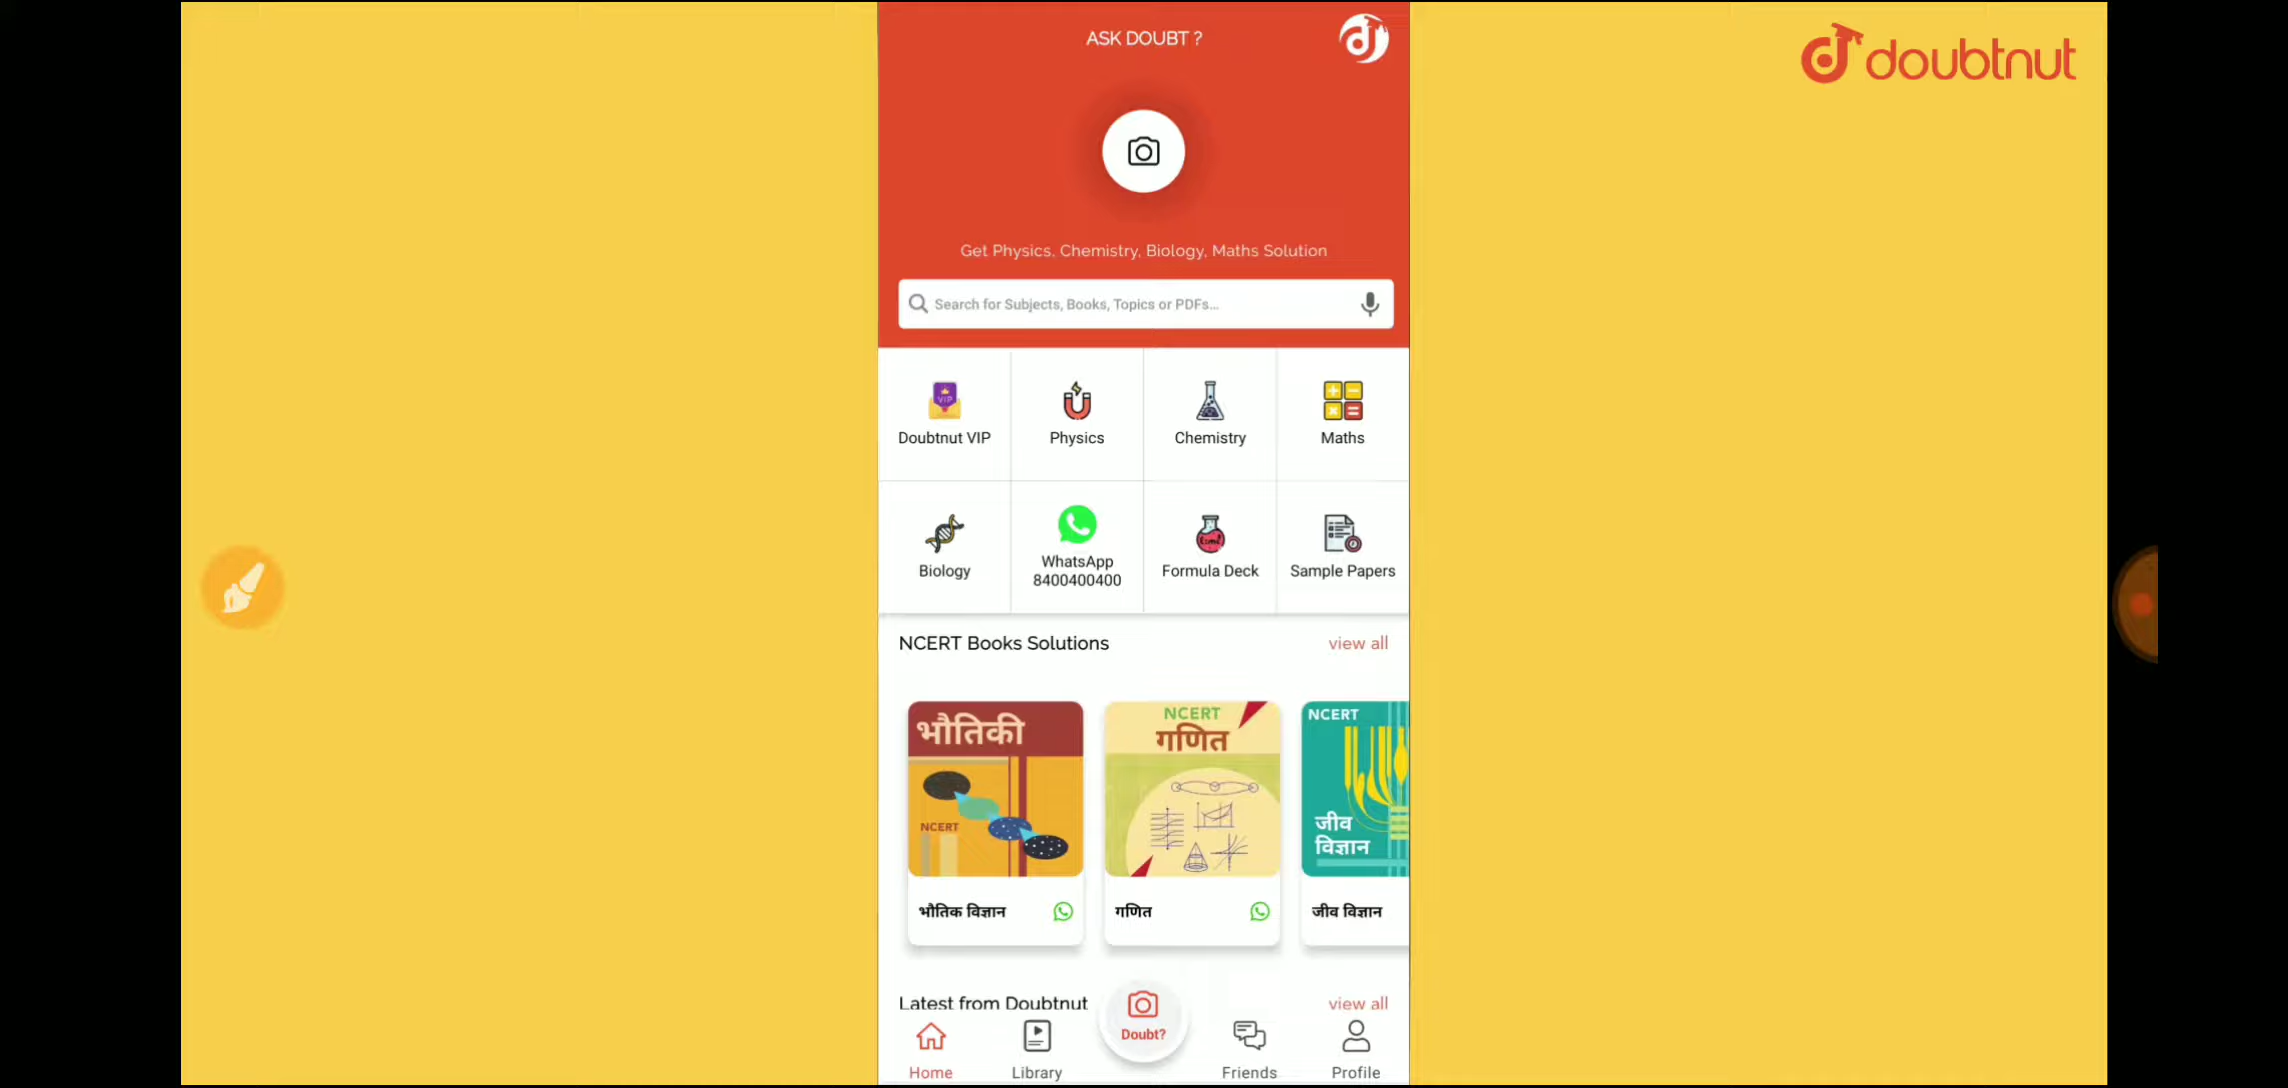 ASK DOUBT ?
doubtnut
Get Physics, Chemistry, Biology, Maths Solution
Search for Subjects, Books, Topics or PDFs...
VIP
Doubtnut VIP
Physics
Chemistry
Maths
Biology
WhatsApp
8400400400
Formula Deck
Sample Papers
NCERT Books Solutions
view all
भौतिकी
NCERT
NCERT
गणित
NCERT
जीव
विज्ञान
भौतिक विज्ञान
गणित
जीव विज्ञान
Latest from Doubtnut
view all
Doubt?
Home
Library
Friends
Profile